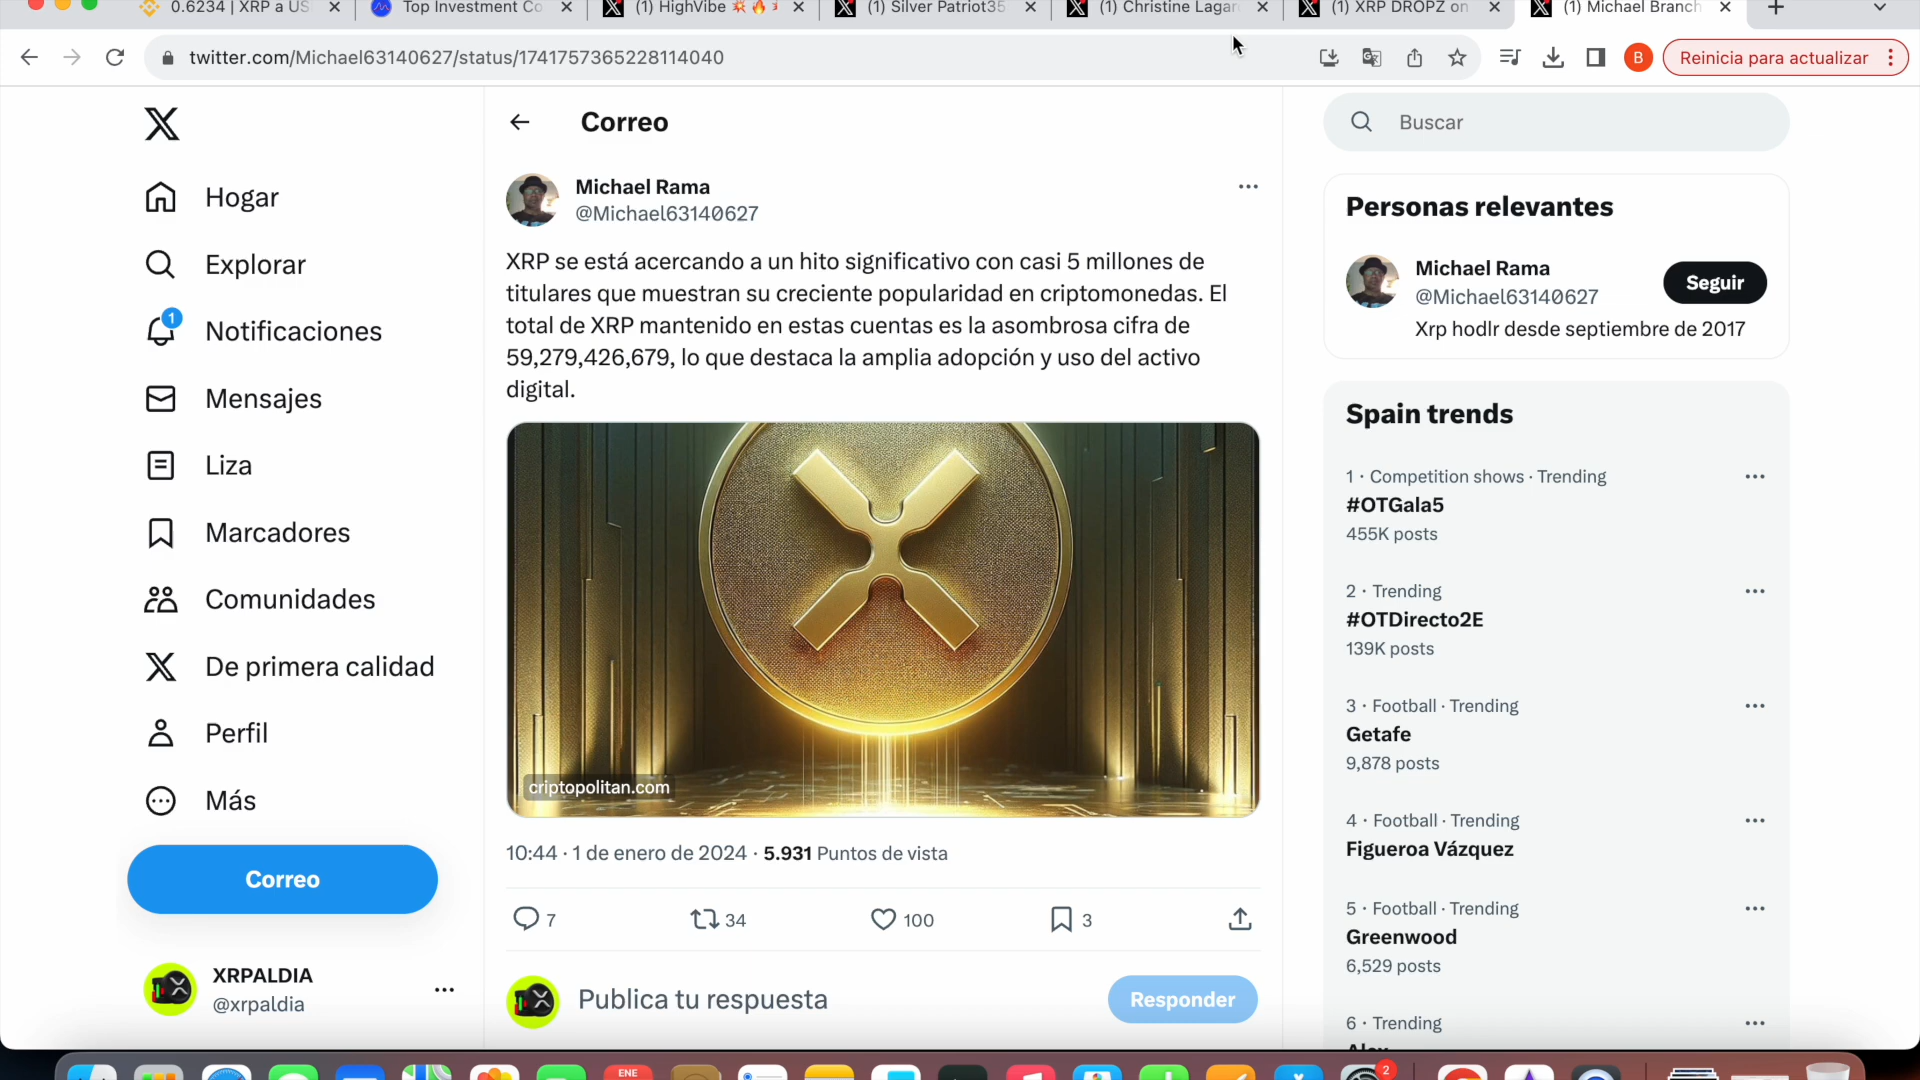 0.6234 | XRP a US
Top Investment Co
(1) HighVibe
(1) Silver Patriot35
(1) Christine Lagar
(1) XRP DROPZ on
(1) Michael Branch
twitter.com/Michael63140627/status/1741757365228114040
B
Reinicia para actualizar
Correo
Buscar
Hogar
Explorar
1
Notificaciones
Mensajes
Liza
Marcadores
Comunidades
De primera calidad
Perfil
Más
Correo
XRPALDIA
@xrpaldia
Michael Rama
@Michael63140627
XRP se está acercando a un hito significativo con casi 5 millones de
titulares que muestran su creciente popularidad en criptomonedas. El
total de XRP mantenido en estas cuentas es la asombrosa cifra de
59,279,426,679, lo que destaca la amplia adopción y uso del activo
digital.
criptopolitan.com
10:44 · 1 de enero de 2024 · 5.931 Puntos de vista
7
34
100
3
Publica tu respuesta
Responder
Personas relevantes
Michael Rama
@Michael63140627
Seguir
Xrp hodlr desde septiembre de 2017
Spain trends
1 · Competition shows · Trending
#OTGala5
455K posts
2 · Trending
#OTDirecto2E
139K posts
3 · Football · Trending
Getafe
9,878 posts
4 · Football · Trending
Figueroa Vázquez
5 · Football · Trending
Greenwood
6,529 posts
6 · Trending
ENE
2